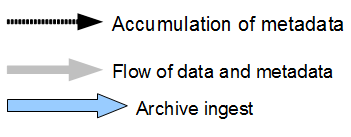 Accumulation of metadata
Flow of data and metadata
Archive ingest